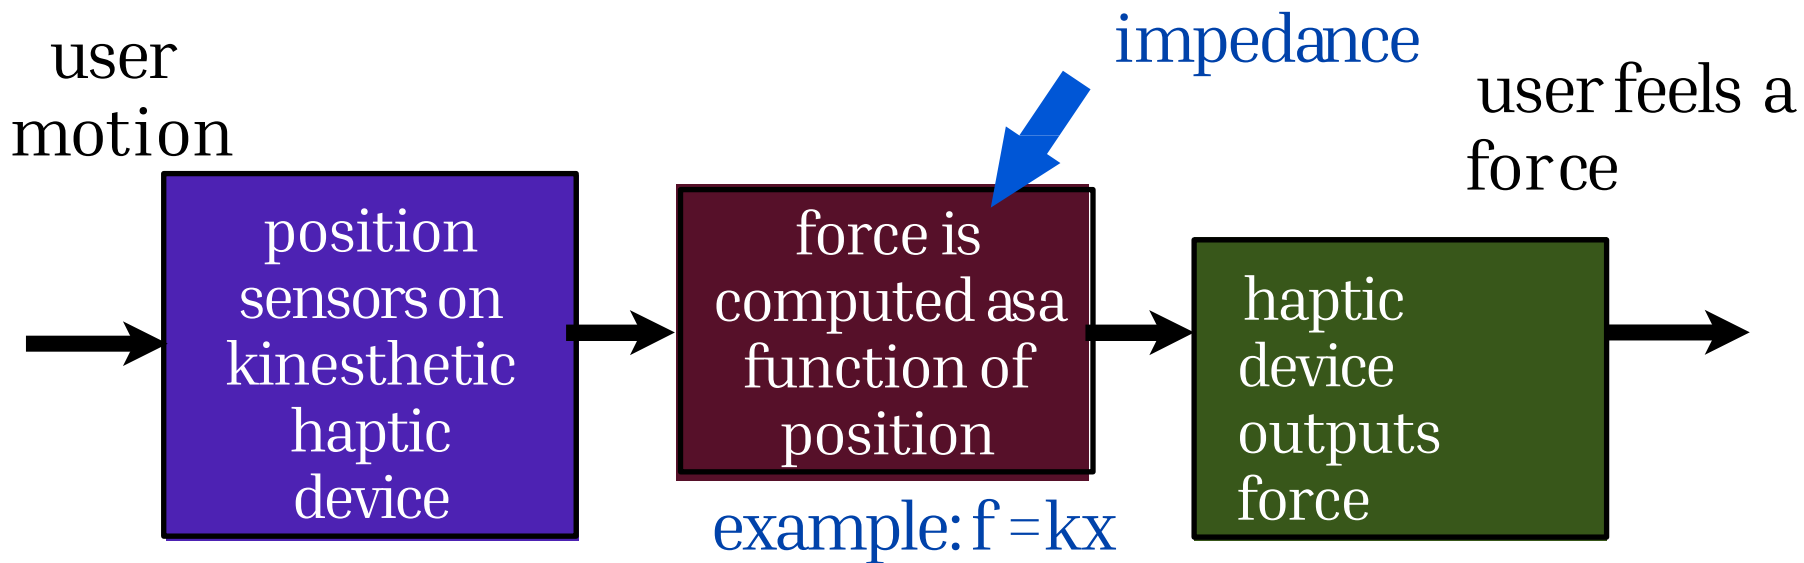 user
motion
position
sensors on
kinesthetic
haptic
device
impedance
force is
computed asa
function of
position
example: f =kx
user feels a
force
haptic
device
outputs
force